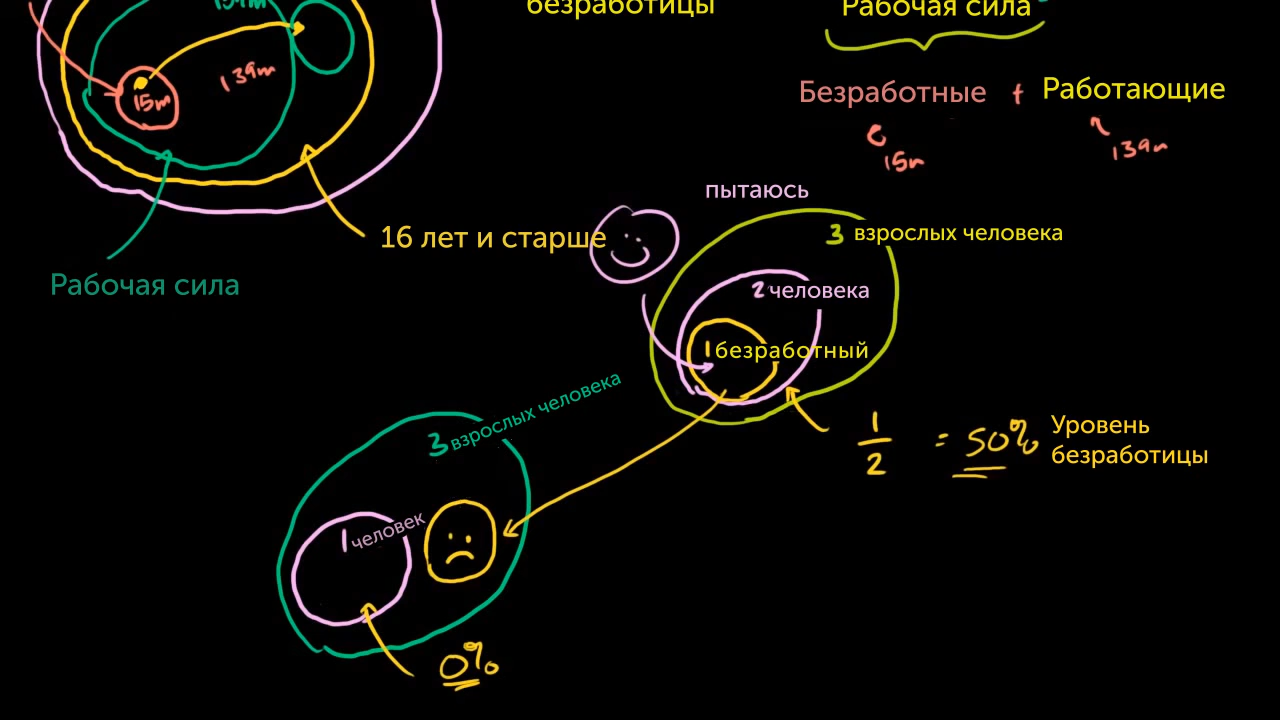 безработицы
Рабочая сила
154m
139m
15m
Безработные + Работающие
15m
139m
пытаюсь
16 лет и старше
3 взрослых человека
Рабочая сила
2 человека
1 безработный
3 взрослых человека
1/2 = 50% Уровень
безработицы
1 человек
0%